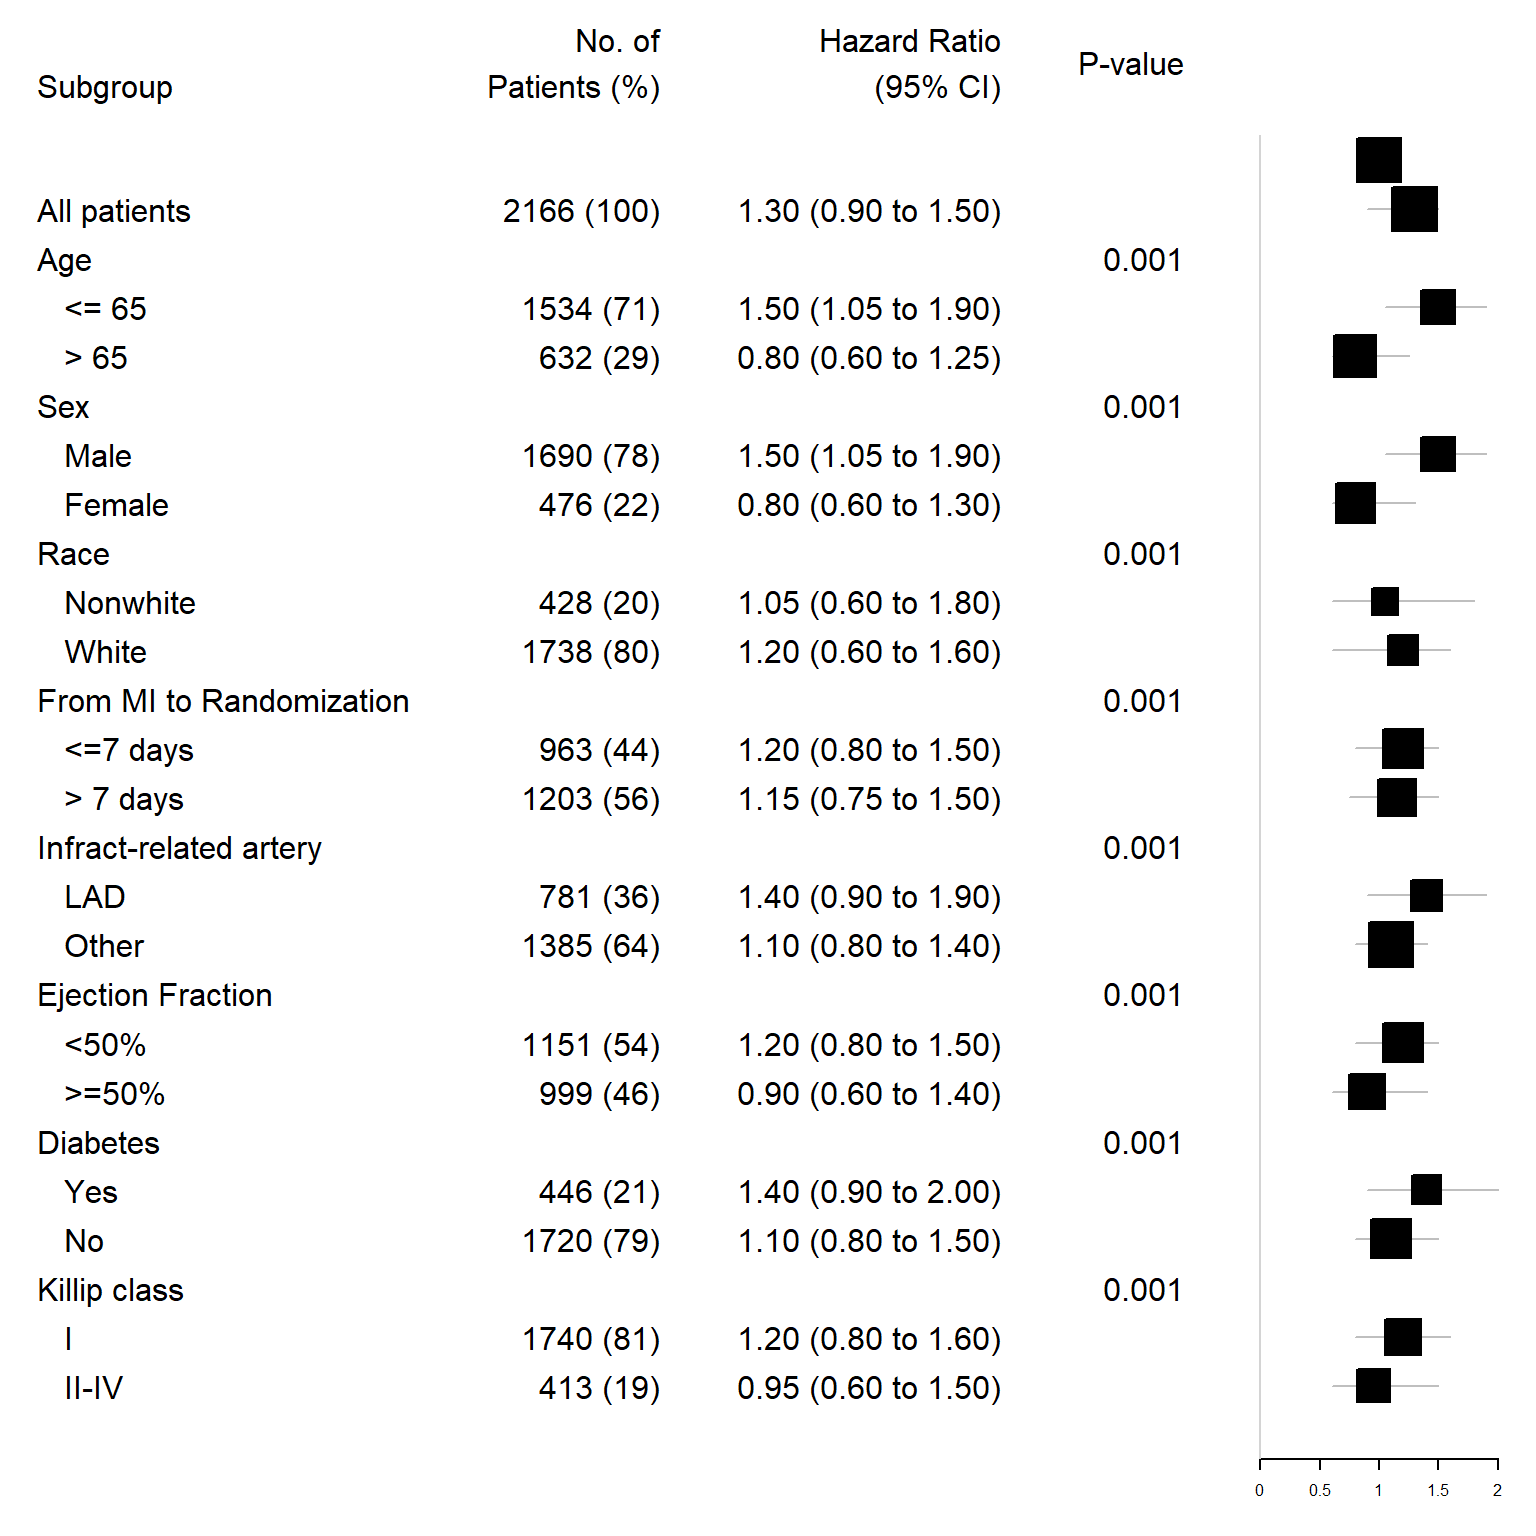 No. of Hazard Ratio
P-value
Subgroup Patients (%) (95% CI)
All patients 2166 (100) 1.30 (0.90 to 1.50)
Age 0.001
<= 65 1534 (71) 1.50 (1.05 to 1.90)
> 65 632 (29) 0.80 (0.60 to 1.25)
Sex 0.001
Male 1690 (78) 1.50 (1.05 to 1.90)
Female 476 (22) 0.80 (0.60 to 1.30)
Race 0.001
Nonwhite 428 (20) 1.05 (0.60 to 1.80)
White 1738 (80) 1.20 (0.60 to 1.60)
From MI to Randomization 0.001
<=7 days 963 (44) 1.20 (0.80 to 1.50)
> 7 days 1203 (56) 1.15 (0.75 to 1.50)
Infract-related artery 0.001
LAD 781 (36) 1.40 (0.90 to 1.90)
Other 1385 (64) 1.10 (0.80 to 1.40)
Ejection Fraction 0.001
<50% 1151 (54) 1.20 (0.80 to 1.50)
>=50% 999 (46) 0.90 (0.60 to 1.40)
Diabetes 0.001
Yes 446 (21) 1.40 (0.90 to 2.00)
No 1720 (79) 1.10 (0.80 to 1.50)
Killip class 0.001
I 1740 (81) 1.20 (0.80 to 1.60)
II-IV 413 (19) 0.95 (0.60 to 1.50)
0 0.5 1 1.5 2